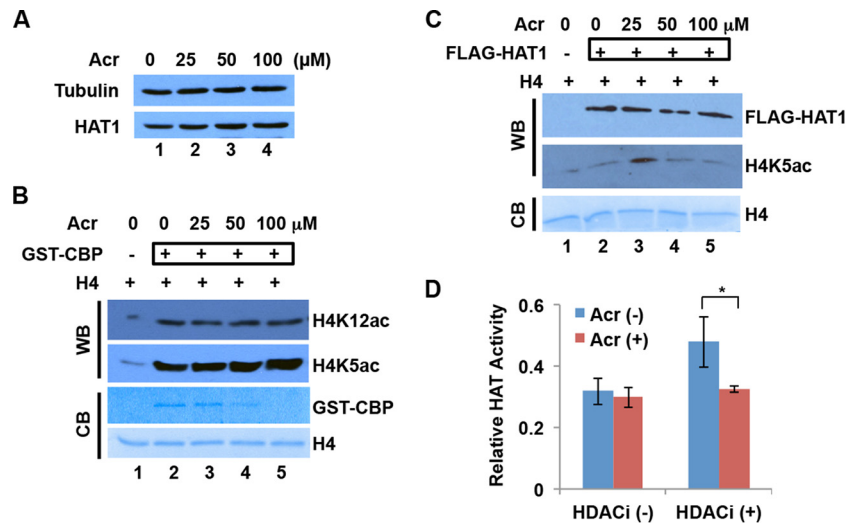 A
Acr 0 25 50 100 (μM)
Tubulin
HAT1
1 2 3 4
B
Acr 0 0 25 50 100 μM
GST-CBP - + + + +
H4 + + + + +
WB
H4K12ac
H4K5ac
CB
GST-CBP
H4
1 2 3 4 5
C
Acr 0 0 25 50 100 μM
FLAG-HAT1 - + + + +
H4 + + + + +
WB
FLAG-HAT1
H4K5ac
CB
H4
1 2 3 4 5
D
Relative HAT Activity
0.6
0.4
0.2
0
Acr (-)
Acr (+)
*
HDACi (-) HDACi (+)